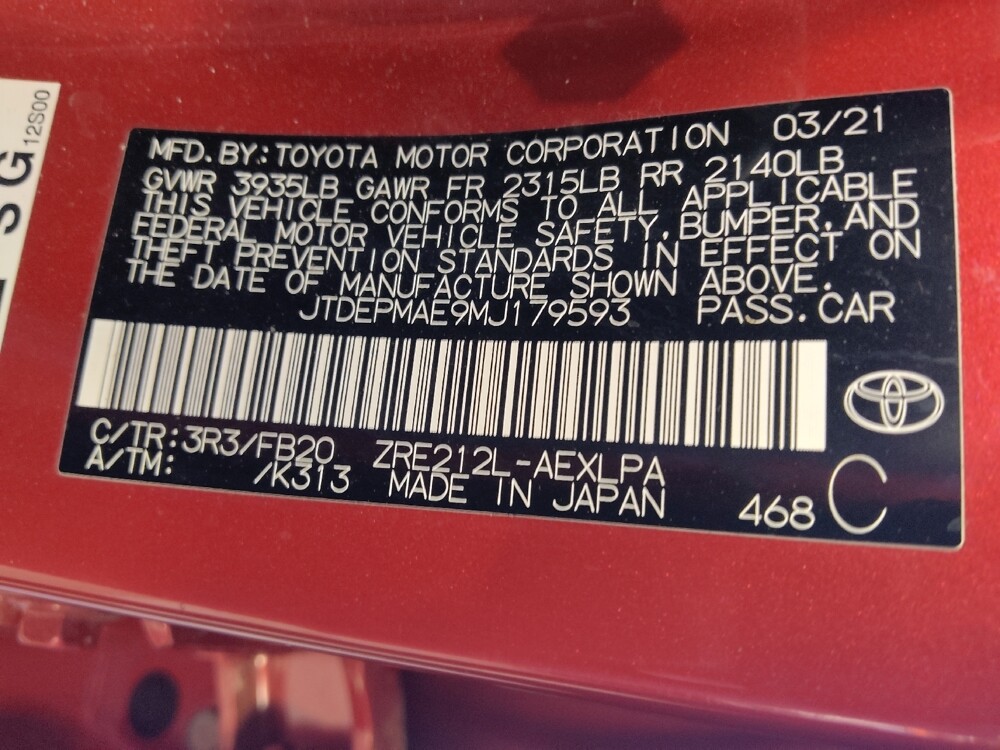 12S00
S G
MFD. BY: TOYOTA MOTOR CORPORATION 03/21
GVWR 3935LB GAWR FR 2315LB RR 2140LB
THIS VEHICLE CONFORMS TO ALL APPLICABLE
FEDERAL MOTOR VEHICLE SAFETY, BUMPER, AND
THEFT PREVENTION STANDARDS IN EFFECT ON
THE DATE OF MANUFACTURE SHOWN ABOVE.
JTDEPMAE9MJ179593 PASS. CAR
C/TR: 3R3/FB20 ZRE212L-AEXLPA
A/TM: /K313 MADE IN JAPAN
468 C